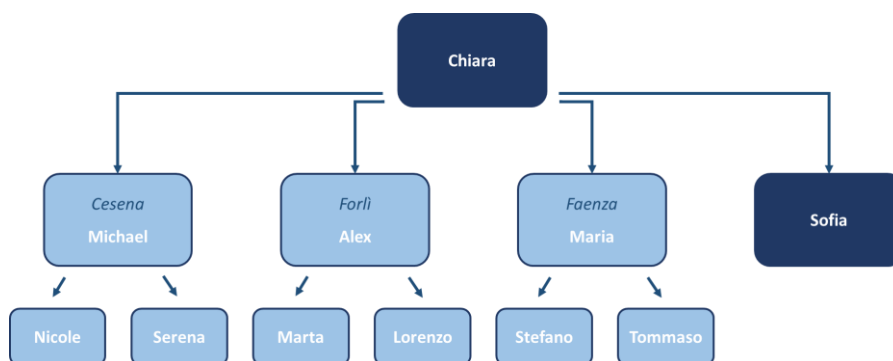 Chiara
Cesena
Michael
Forlì
Alex
Faenza
Maria
Sofia
Nicole
Serena
Marta
Lorenzo
Stefano
Tommaso